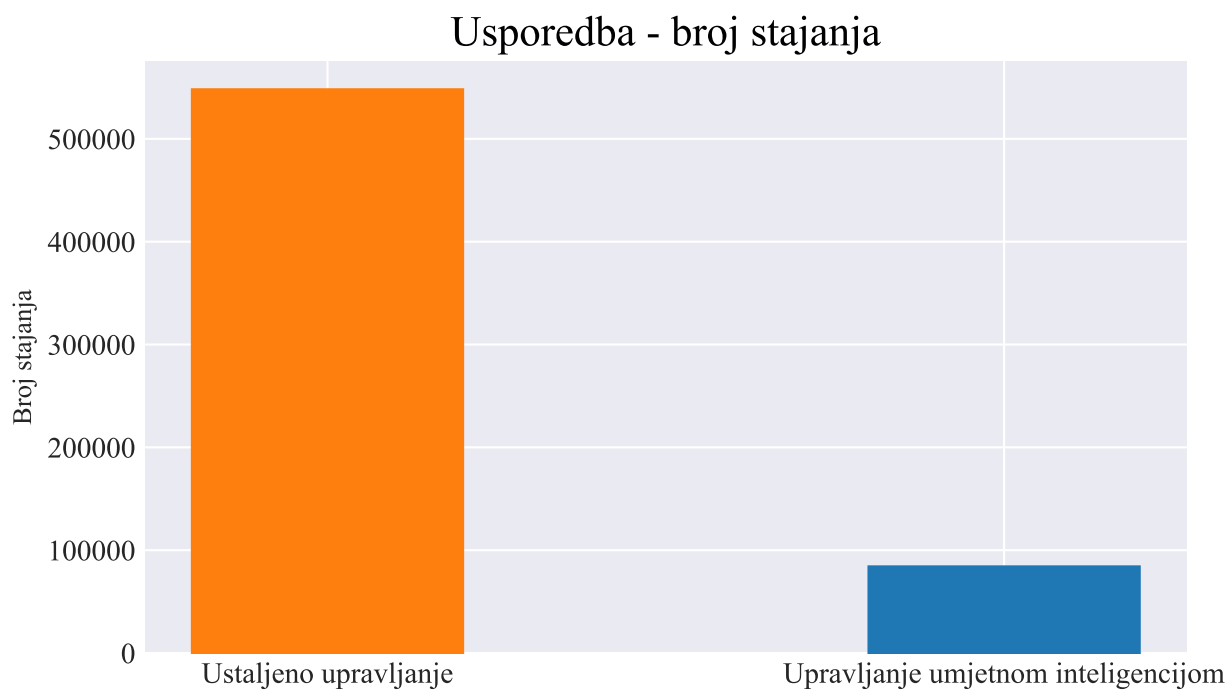 Usporedba - broj stajanja
500000
400000
300000
200000
100000
0
Broj stajanja
Ustaljeno upravljanje
Upravljanje umjetnom inteligencijom